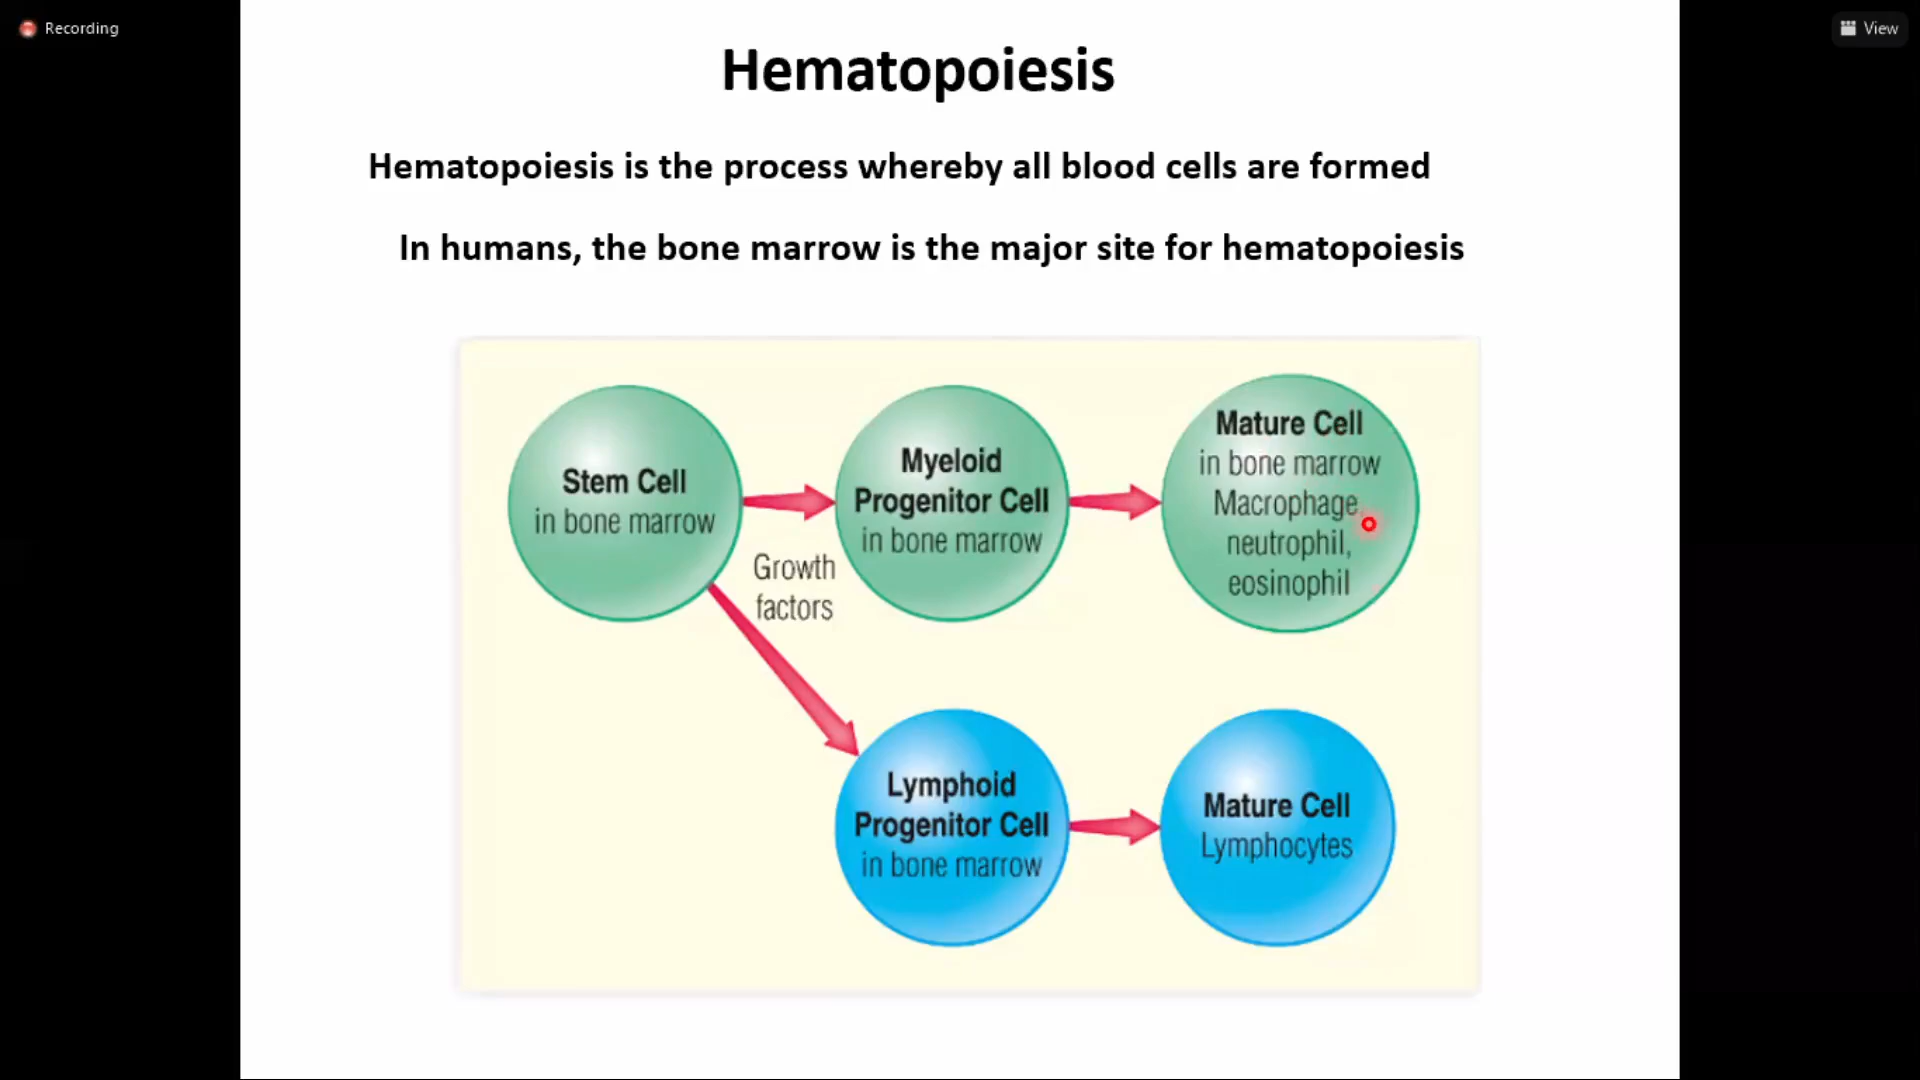 Recording
View
Hematopoiesis
Hematopoiesis is the process whereby all blood cells are formed
In humans, the bone marrow is the major site for hematopoiesis
Stem Cell
in bone marrow
Growth
factors
Myeloid
Progenitor Cell
in bone marrow
Mature Cell
in bone marrow
Macrophage,
neutrophil,
eosinophil
Lymphoid
Progenitor Cell
in bone marrow
Mature Cell
Lymphocytes